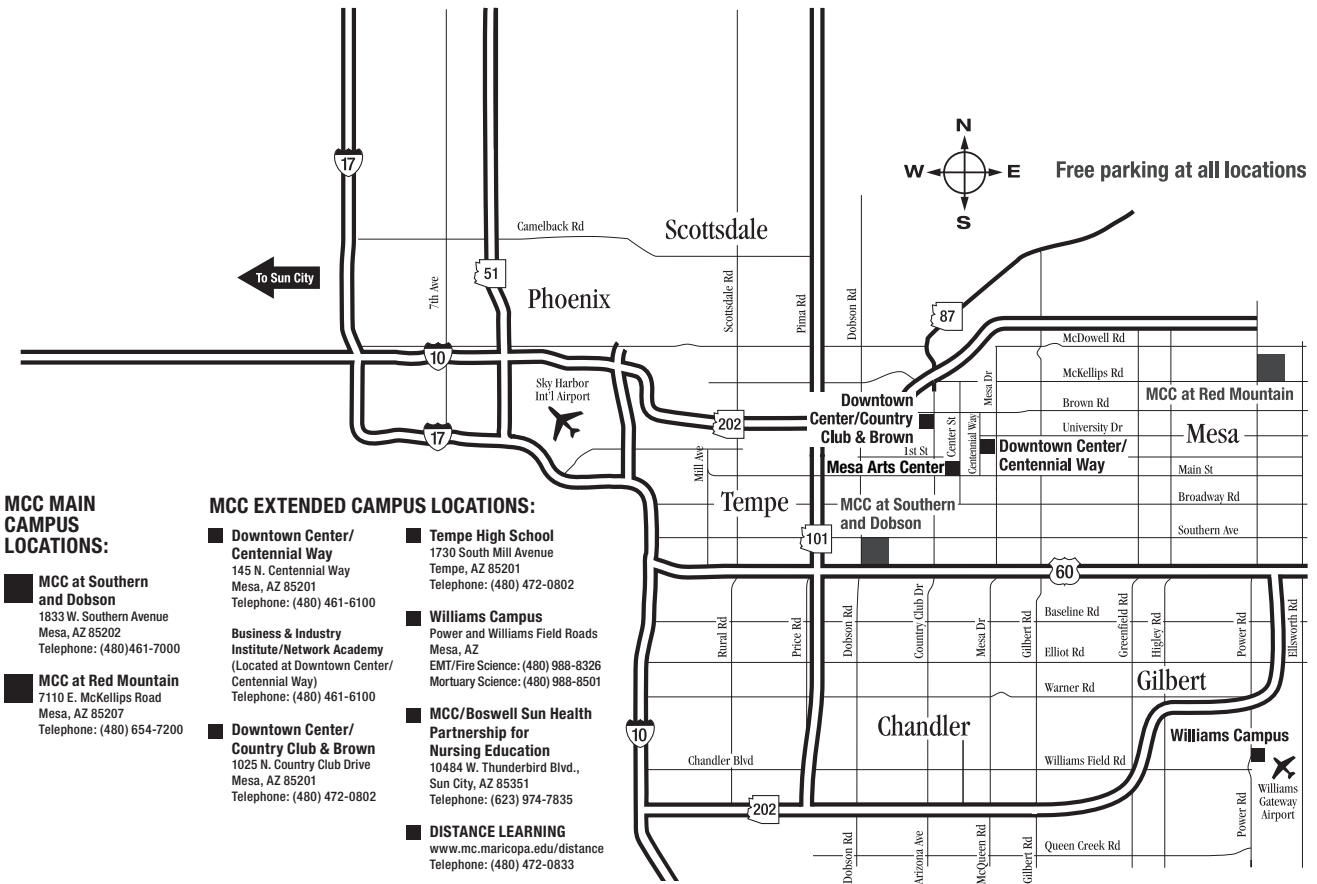 N
W E
S
Free parking at all locations
17
Camelback Rd
Scottsdale
To Sun City
51
7th Ave
Phoenix
Scottsdale Rd
Pima Rd
Dobson Rd
87
McDowell Rd
10
Sky Harbor
Int'l Airport
McKellips Rd
Mesa Dr
MCC at Red Mountain
Downtown
Center/Country
Club & Brown
Brown Rd
17
202
University Dr
Mesa
Center St
Centennial Way
1st St
Downtown Center/
Centennial Way
Mesa Arts Center
Main St
Mill Ave
Tempe
MCC at Southern
and Dobson
Broadway Rd
Southern Ave
101
60
Baseline Rd
Rural Rd
Price Rd
Dobson Rd
Country Club Dr
Mesa Dr
Gilbert Rd
Greenfield Rd
Higley Rd
Power Rd
Ellsworth Rd
Elliot Rd
Warner Rd
Gilbert
Chandler
10
Williams Campus
Chandler Blvd
Williams Field Rd
Williams
Gateway
Airport
202
Power Rd
Queen Creek Rd
Dobson Rd
Arizona Ave
McQueen Rd
Gilbert Rd
MCC MAIN
CAMPUS
LOCATIONS:
MCC at Southern
and Dobson
1833 W. Southern Avenue
Mesa, AZ 85202
Telephone: (480)461-7000
MCC at Red Mountain
7110 E. McKellips Road
Mesa, AZ 85207
Telephone: (480) 654-7200
MCC EXTENDED CAMPUS LOCATIONS:
Downtown Center/
Centennial Way
145 N. Centennial Way
Mesa, AZ 85201
Telephone: (480) 461-6100
Business & Industry
Institute/Network Academy
(Located at Downtown Center/
Centennial Way)
Telephone: (480) 461-6100
Downtown Center/
Country Club & Brown
1025 N. Country Club Drive
Mesa, AZ 85201
Telephone: (480) 472-0802
Tempe High School
1730 South Mill Avenue
Tempe, AZ 85201
Telephone: (480) 472-0802
Williams Campus
Power and Williams Field Roads
Mesa, AZ
EMT/Fire Science: (480) 988-8326
Mortuary Science: (480) 988-8501
MCC/Boswell Sun Health
Partnership for
Nursing Education
10484 W. Thunderbird Blvd.,
Sun City, AZ 85351
Telephone: (623) 974-7835
DISTANCE LEARNING
www.mc.maricopa.edu/distance
Telephone: (480) 472-0833